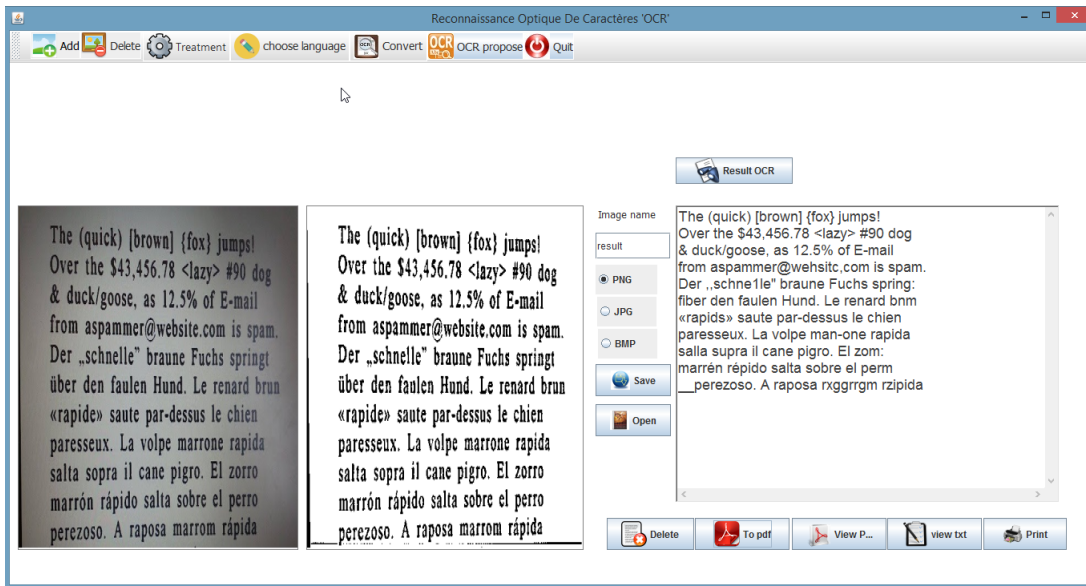 Reconnaissance Optique De Caractères 'OCR'
Add Delete Treatment choose language Convert OCR propose Quit
Result OCR
The (quick) [brown] {fox} jumps!
Over the $43,456.78 <lazy> #90 dog
& duck/goose, as 12.5% of E-mail
from aspammer@website.com is spam.
Der „schnelle" braune Fuchs springt
über den faulen Hund. Le renard brun
«rapide» saute par-dessus le chien
paresseux. La volpe marrone rapida
salta sopra il cane pigro. El zorro
marrón rápido salta sobre el perro
perezoso. A raposa marrom rápida
The (quick) [brown] {fox} jumps!
Over the $43,456.78 <lazy> #90 dog
& duck/goose, as 12.5% of E-mail
from aspammer@website.com is spam.
Der „schnelle" braune Fuchs springt
über den faulen Hund. Le renard brun
«rapide» saute par-dessus le chien
paresseux. La volpe marrone rapida
salta sopra il cane pigro. El zorro
marrón rápido salta sobre el perro
perezoso. A raposa marrom rápida
Image name
result
PNG
JPG
BMP
Save
Open
The (quick) [brown] {fox} jumps!
Over the $43,456.78 <lazy> #90 dog
& duck/goose, as 12.5% of E-mail
from aspammer@wehsitc,com is spam.
Der ,,schne1le" braune Fuchs spring:
fiber den faulen Hund. Le renard bnm
«rapids» saute par-dessus le chien
paresseux. La volpe man-one rapida
salla supra il cane pigro. El zom:
marrén répido salta sobre el perm
__perezoso. A raposa rxggrrgm rzipida
Delete To pdf View P... view txt Print